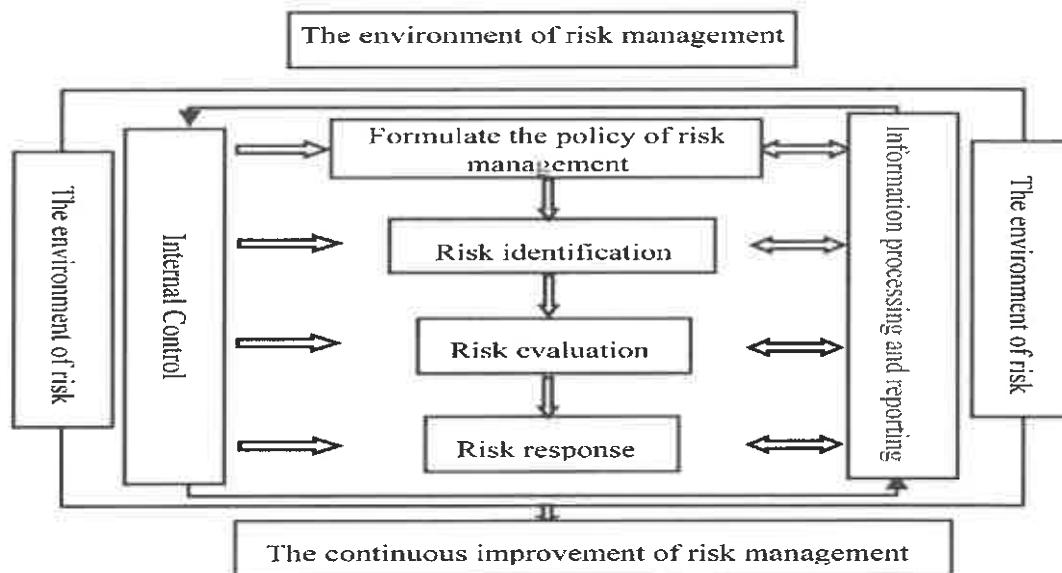 The environment of risk management
Formulate the policy of risk
management
Risk identification
Risk evaluation
Risk response
The environment of risk
Internal Control
Information processing and reporting
The environment of risk
The continuous improvement of risk management